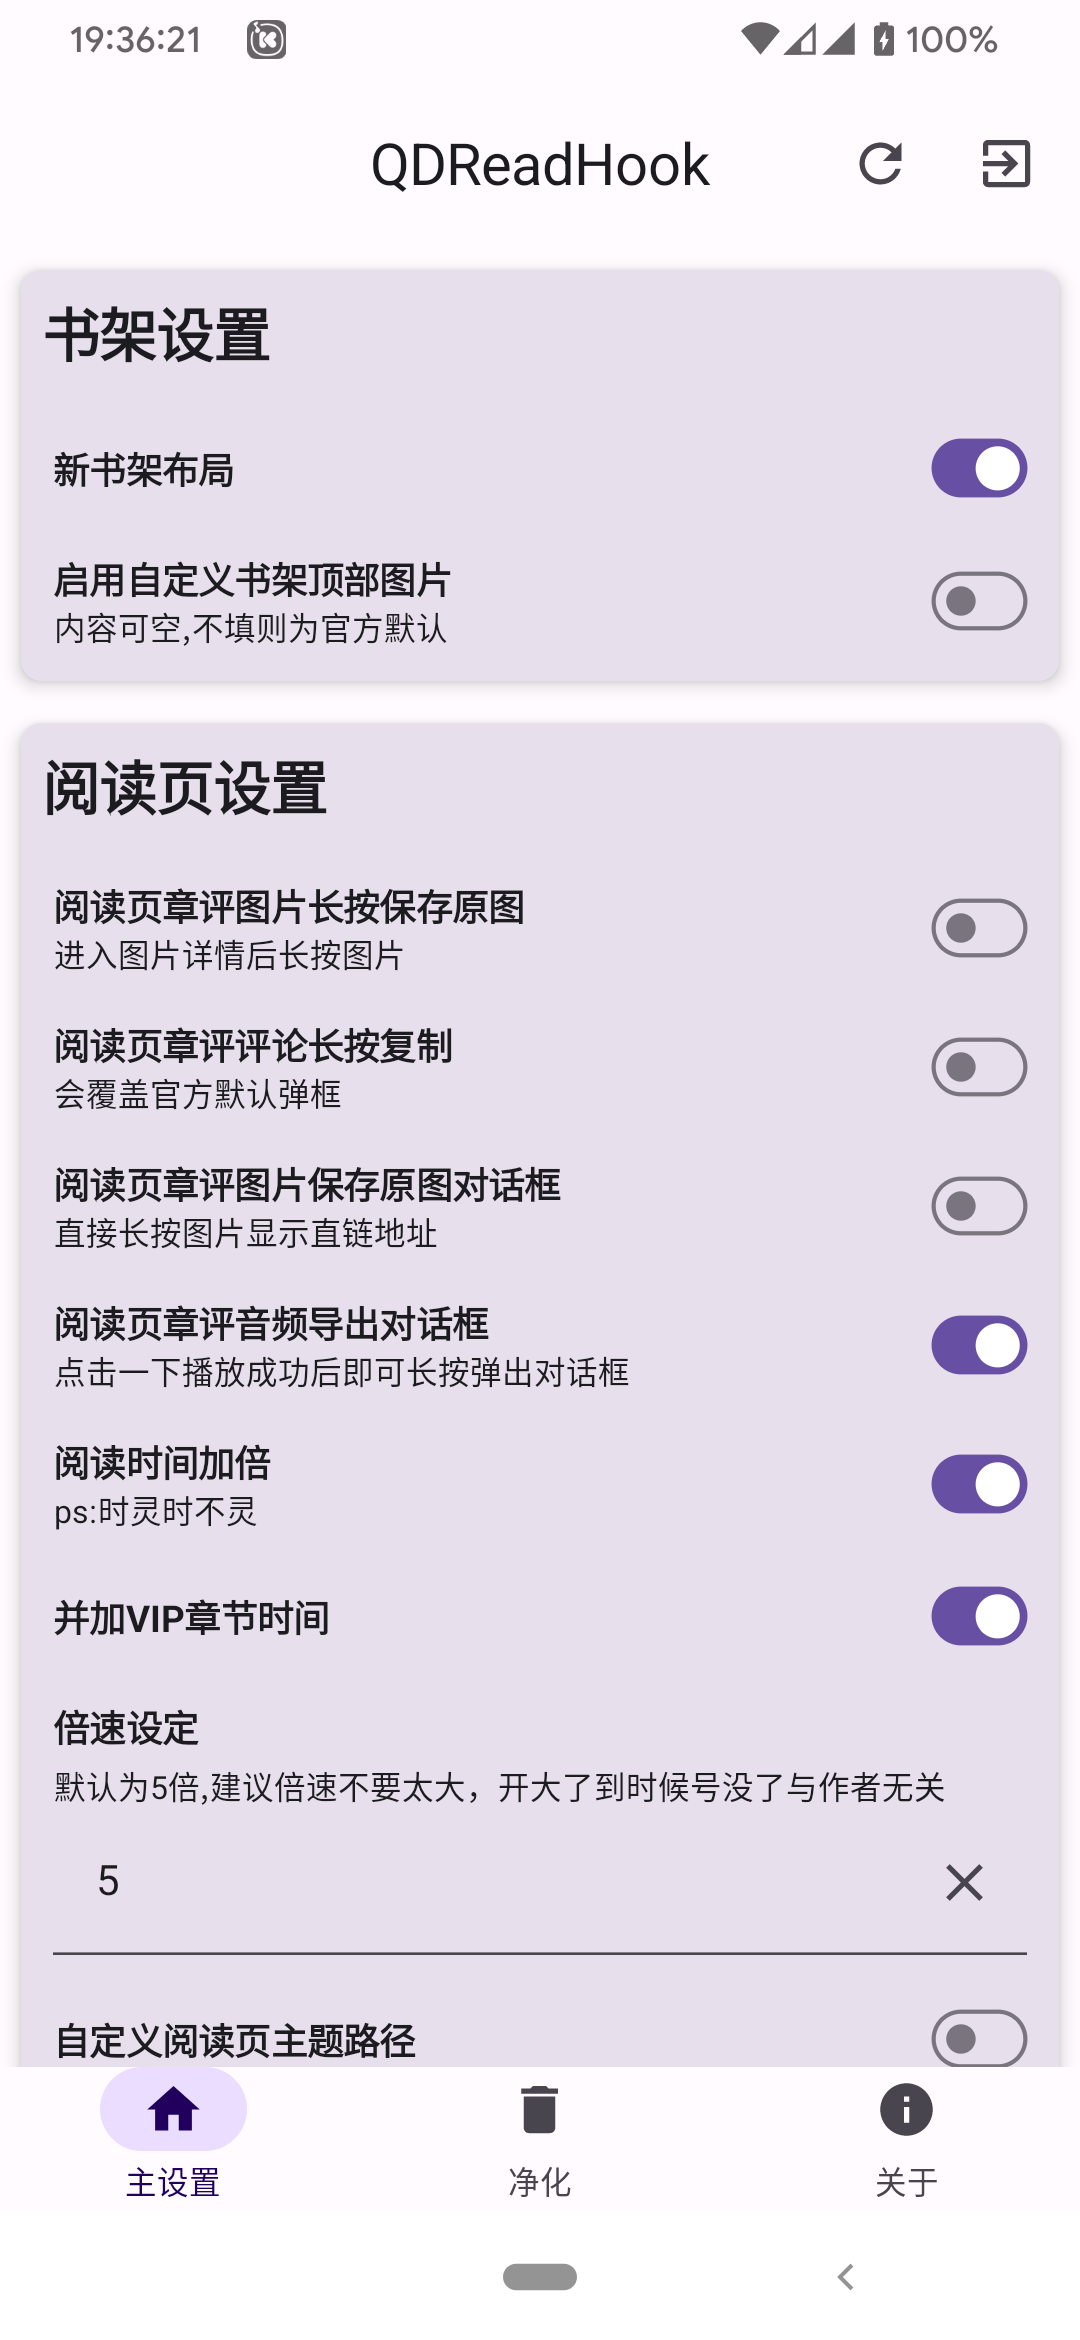 19:36:21
100%
QDReadHook
书架设置
新书架布局
启用自定义书架顶部图片
内容可空,不填则为官方默认
阅读页设置
阅读页章评图片长按保存原图
进入图片详情后长按图片
阅读页章评评论长按复制
会覆盖官方默认弹框
阅读页章评图片保存原图对话框
直接长按图片显示直链地址
阅读页章评音频导出对话框
点击一下播放成功后即可长按弹出对话框
阅读时间加倍
ps:时灵时不灵
并加VIP章节时间
倍速设定
默认为5倍,建议倍速不要太大，开大了到时候号没了与作者无关
5
自定义阅读页主题路径
主设置
净化
关于